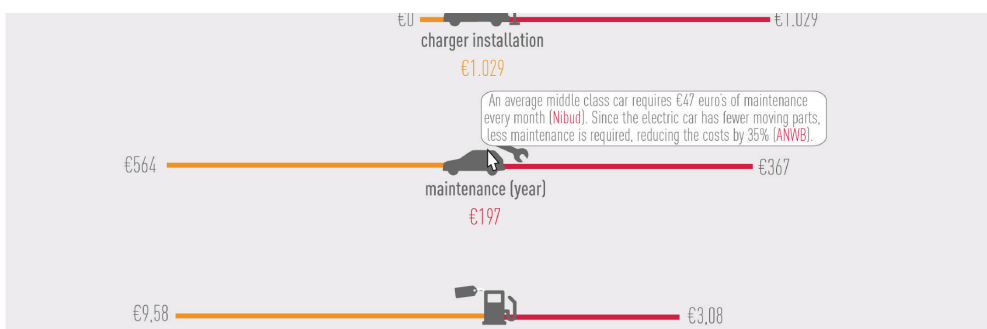 €0
€1.029
charger installation
€1.029
An average middle class car requires €47 euro's of maintenance
every month (Nibud). Since the electric car has fewer moving parts,
less maintenance is required, reducing the costs by 35% (ANWB).
€564
€367
maintenance (year)
€197
€9,58
€3,08